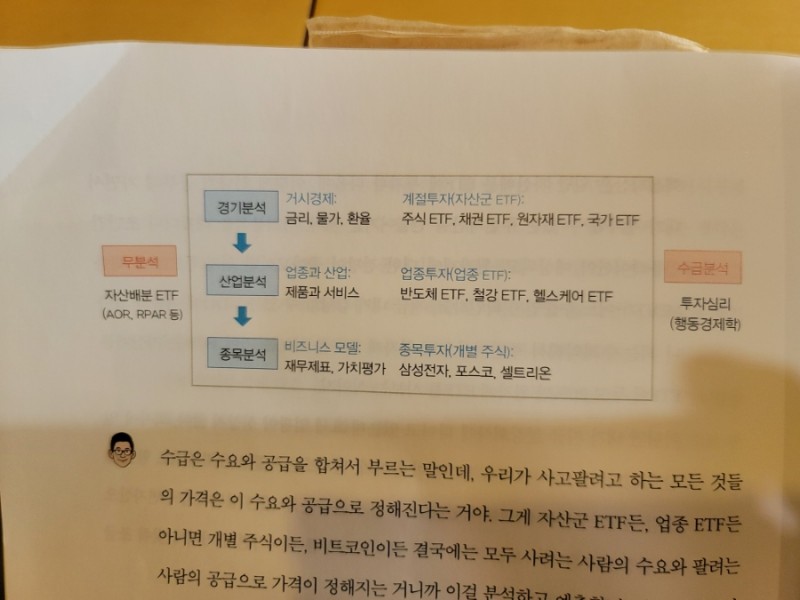 경기분석
거시경제:
금리, 물가, 환율
계절투자(자산군 ETF):
주식 ETF, 채권 ETF, 원자재 ETF, 국가 ETF
무분석
자산배분 ETF
(AOR, RPAR 등)
산업분석
업종과 산업:
제품과 서비스
업종투자(업종 ETF):
반도체 ETF, 철강 ETF, 헬스케어 ETF
수급분석
투자심리
(행동경제학)
종목분석
비즈니스 모델:
재무제표, 가치평가
종목투자(개별 주식):
삼성전자, 포스코, 셀트리온
수급은 수요와 공급을 합쳐서 부르는 말인데, 우리가 사고팔려고 하는 모든 것들
의 가격은 이 수요와 공급으로 정해진다는 거야. 그게 자산군 ETF든, 업종 ETF든
아니면 개별 주식이든, 비트코인이든 결국에는 모두 사려는 사람의 수요와 팔려는
사람의 공급으로 가격이 정해지는 거니까 이걸 분석하고